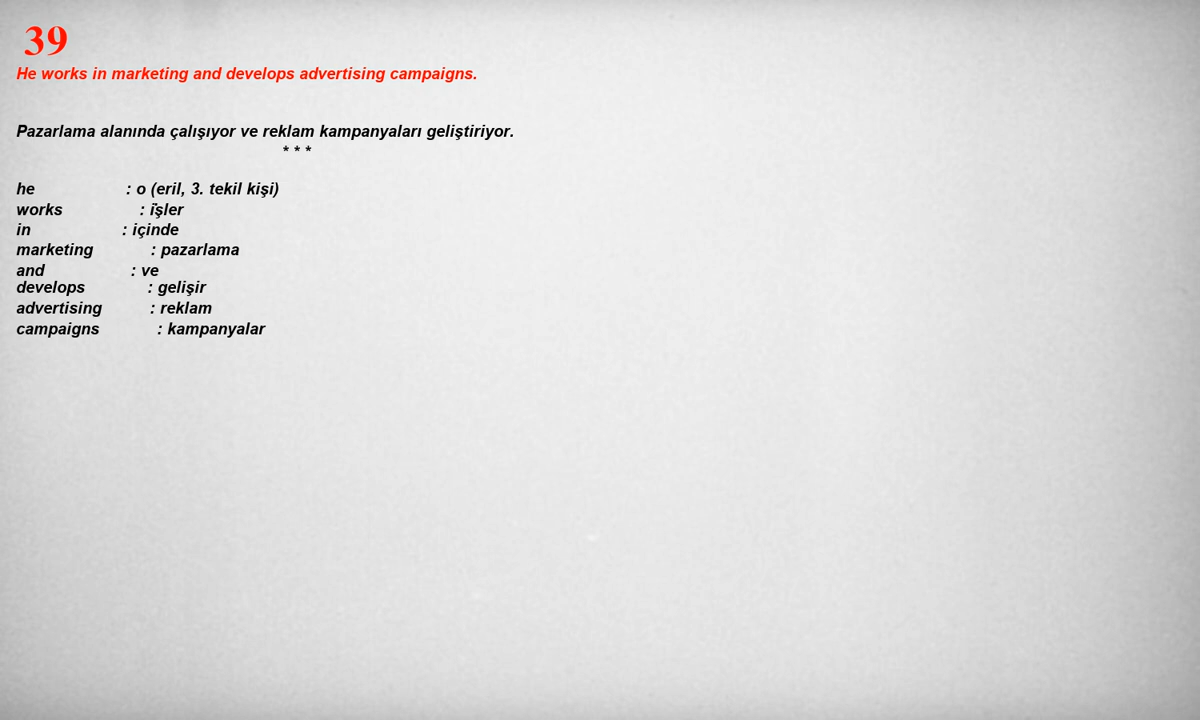 39
He works in marketing and develops advertising campaigns.
Pazarlama alanında çalışıyor ve reklam kampanyaları geliştiriyor.
* * *
he : o (eril, 3. tekil kişi)
works : i̇şler
in : içinde
marketing : pazarlama
and : ve
develops : gelişir
advertising : reklam
campaigns : kampanyalar